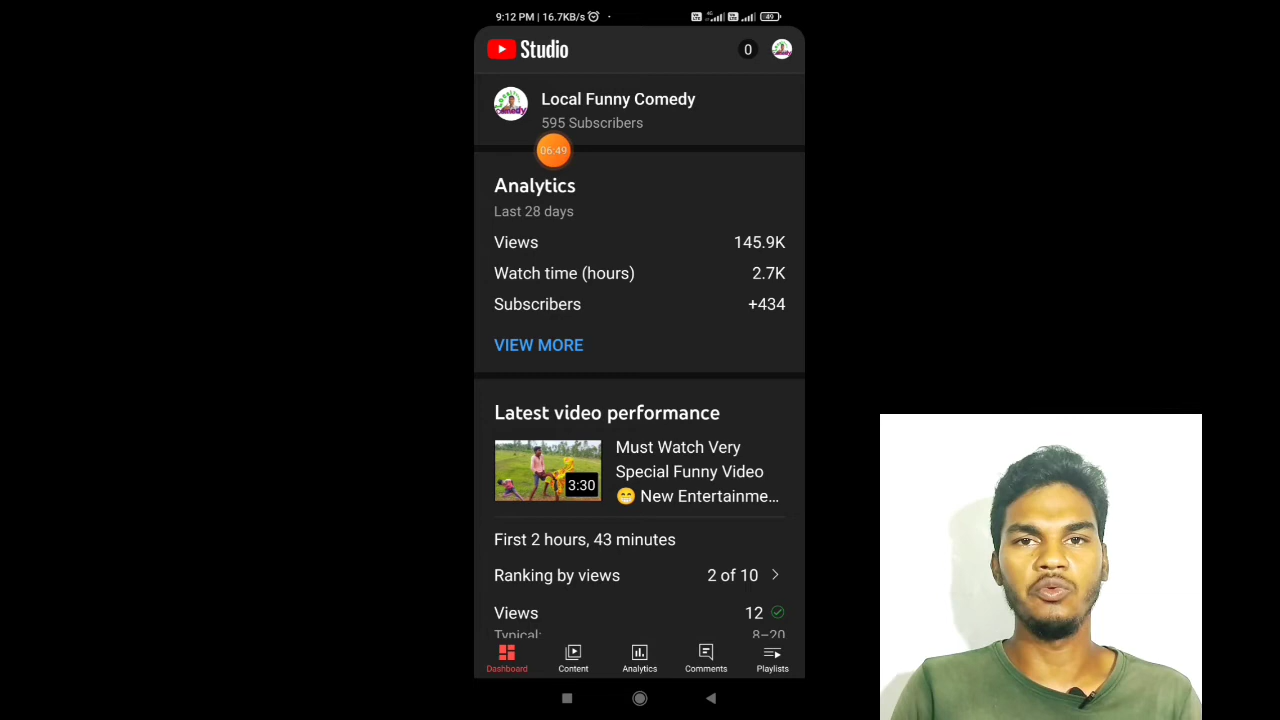 9:12 PM | 16.7KB/s
4G
49
Studio
0
Local Funny Comedy
595 Subscribers
06:49
Analytics
Last 28 days
Views 145.9K
Watch time (hours) 2.7K
Subscribers +434
VIEW MORE
Latest video performance
Must Watch Very
Special Funny Video
3:30
😁 New Entertainme...
First 2 hours, 43 minutes
Ranking by views 2 of 10
Views 12
Typical: 8–20
Dashboard Content Analytics Comments Playlists